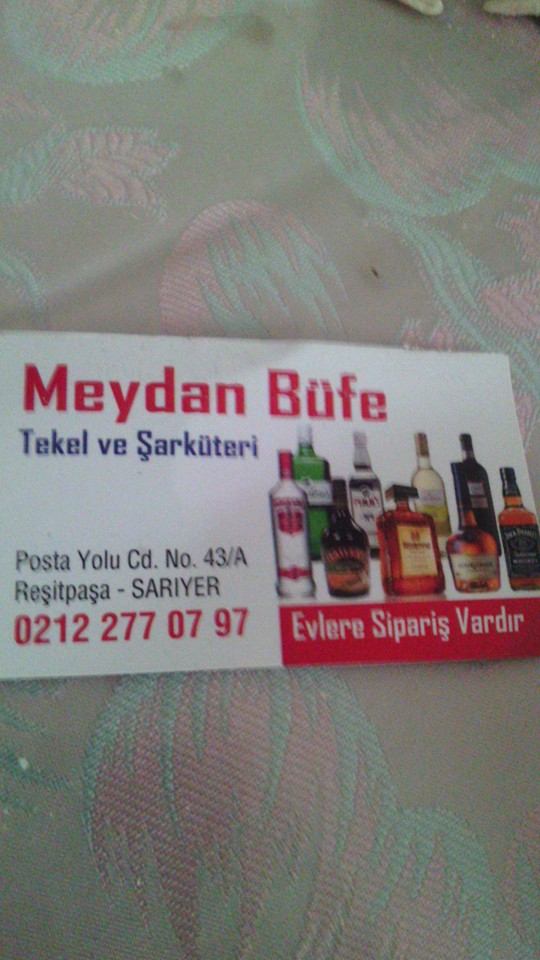 Meydan Büfe
Tekel ve Şarküteri
Posta Yolu Cd. No. 43/A
Reşitpaşa - SARIYER
0212 277 07 97
Evlere Sipariş Vardır